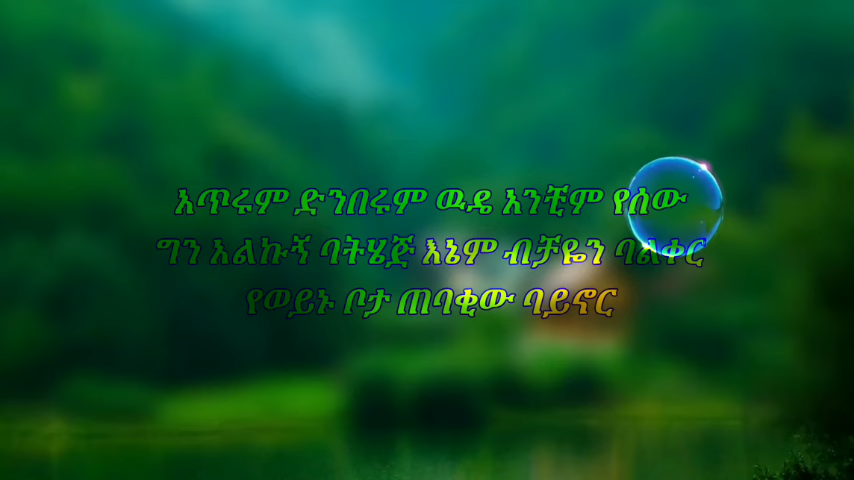 አጥሩም ድንበሩም ዉዴ አንቺም የሰው
ግን አልኩኝ ባትሄጅ እኔም ብቻዬን ባልቀር
የወይኑ ቦታ ጠባቂው ባይኖር